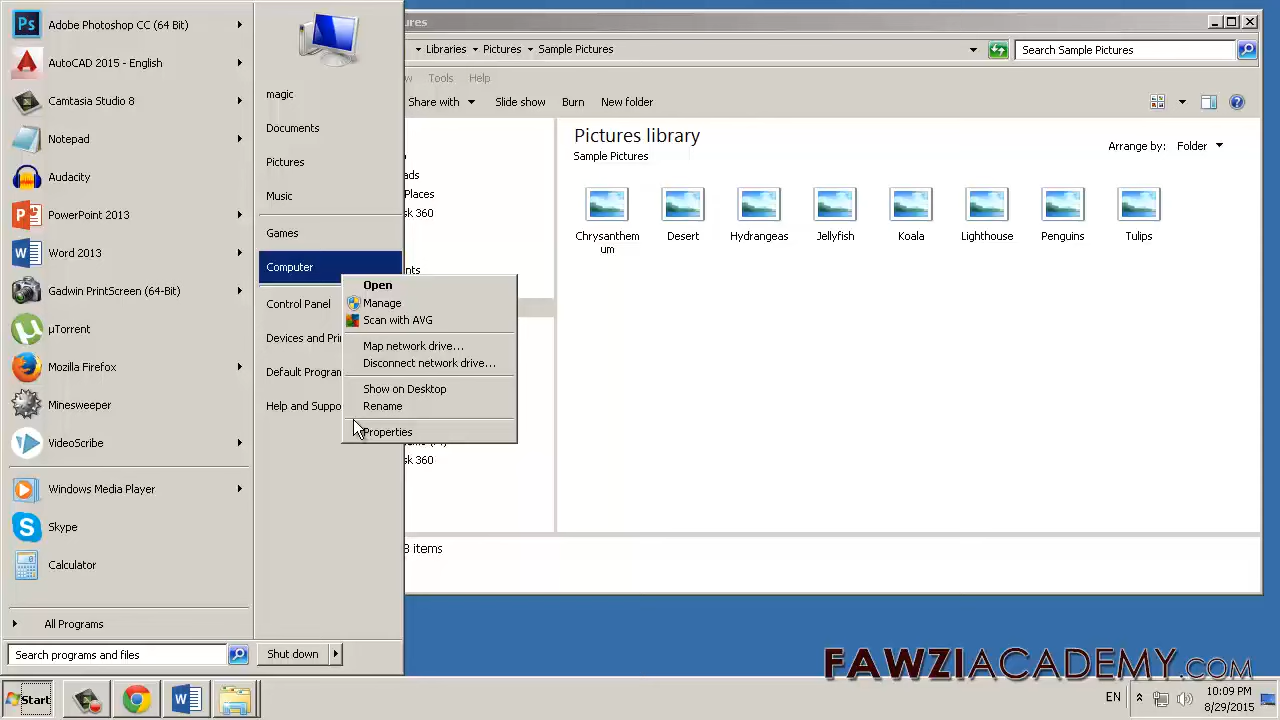 Adobe Photoshop CC (64 Bit)
AutoCAD 2015 - English
Camtasia Studio 8
Notepad
Audacity
PowerPoint 2013
Word 2013
Gadwin PrintScreen (64-Bit)
µTorrent
Mozilla Firefox
Minesweeper
VideoScribe
Windows Media Player
Skype
Calculator
All Programs
Search programs and files
magic
Documents
Pictures
Music
Games
Computer
Control Panel
Devices and Pri
Default Program
Help and Suppo
Shut down
Open
Manage
Scan with AVG
Map network drive...
Disconnect network drive...
Show on Desktop
Rename
Properties
ures
Libraries Pictures Sample Pictures
Search Sample Pictures
w Tools Help
Share with Slide show Burn New folder
ads
Places
sk 360
nts
sk 360
Pictures library
Sample Pictures
Arrange by: Folder
Chrysanthem
um
Desert
Hydrangeas
Jellyfish
Koala
Lighthouse
Penguins
Tulips
8 items
FAWZIACADEMY.COM
Start
EN
10:09 PM
8/29/2015